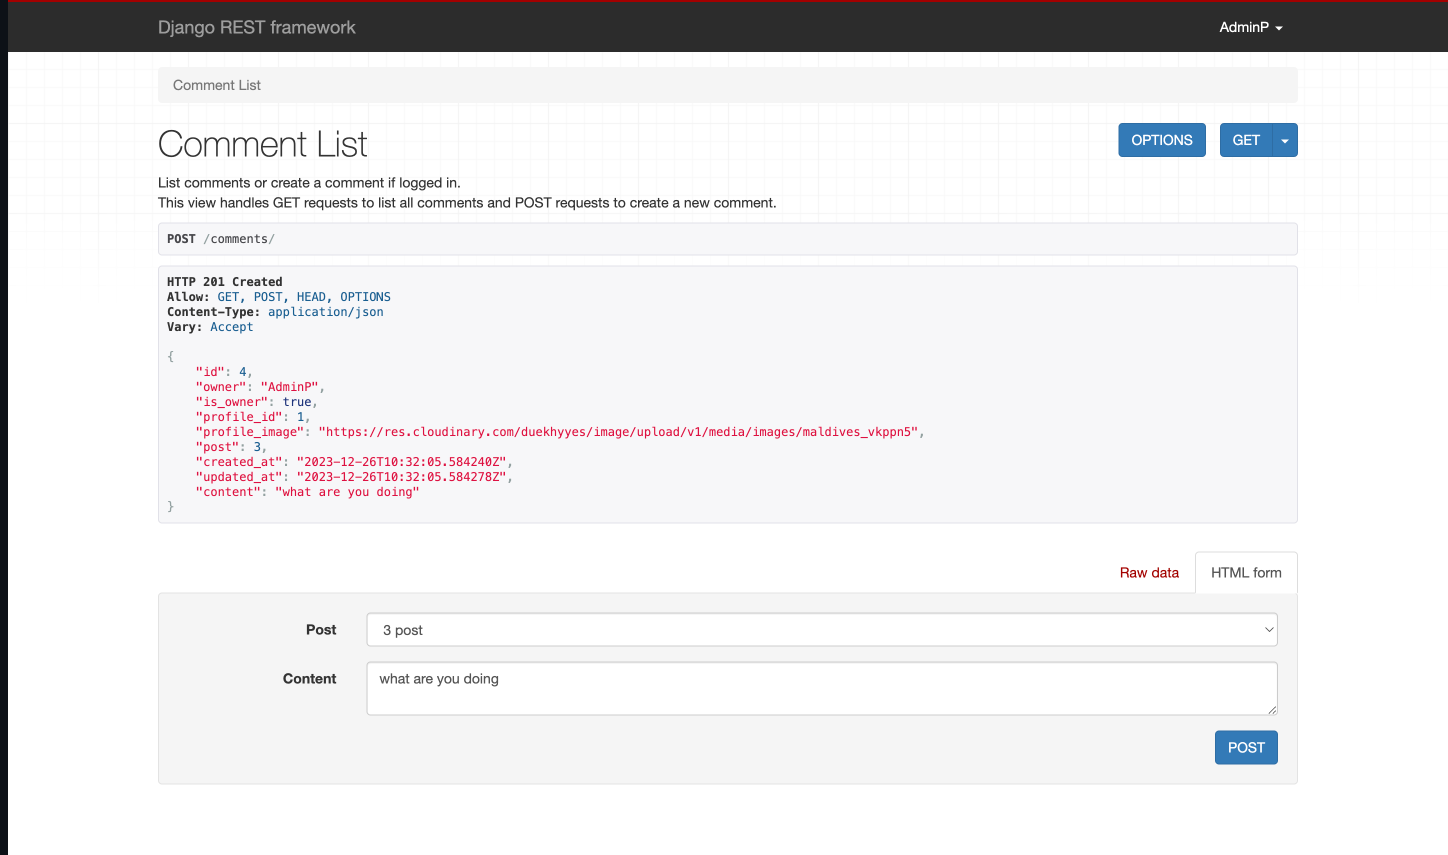 Django REST framework
AdminP
Comment List
Comment List
OPTIONS
GET
List comments or create a comment if logged in.
This view handles GET requests to list all comments and POST requests to create a new comment.
POST /comments/
HTTP 201 Created
Allow: GET, POST, HEAD, OPTIONS
Content-Type: application/json
Vary: Accept
{
    "id": 4,
    "owner": "AdminP",
    "is_owner": true,
    "profile_id": 1,
    "profile_image": "https://res.cloudinary.com/duekhyyes/image/upload/v1/media/images/maldives_vkppn5",
    "post": 3,
    "created_at": "2023-12-26T10:32:05.584240Z",
    "updated_at": "2023-12-26T10:32:05.584278Z",
    "content": "what are you doing"
}
Raw data
HTML form
Post
3 post
Content
what are you doing
POST